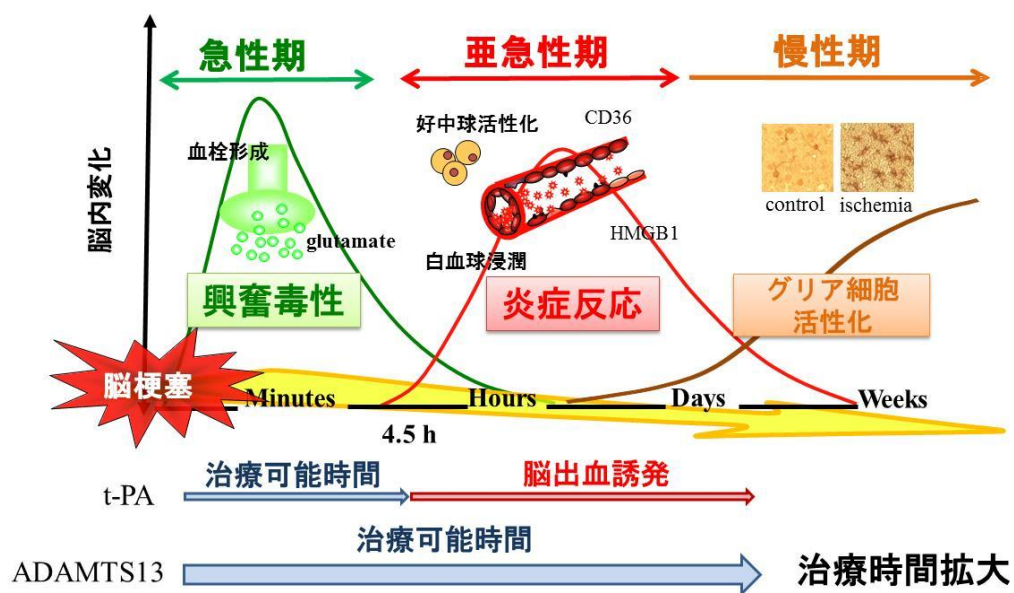 急性期
亜急性期
慢性期
脳内変化
血栓形成
glutamate
興奮毒性
好中球活性化
CD36
HMGB1
白血球浸潤
炎症反応
control
ischemia
グリア細胞
活性化
脳梗塞
Minutes
Hours
Days
Weeks
4.5 h
t-PA
治療可能時間
脳出血誘発
ADAMTS13
治療可能時間
治療時間拡大